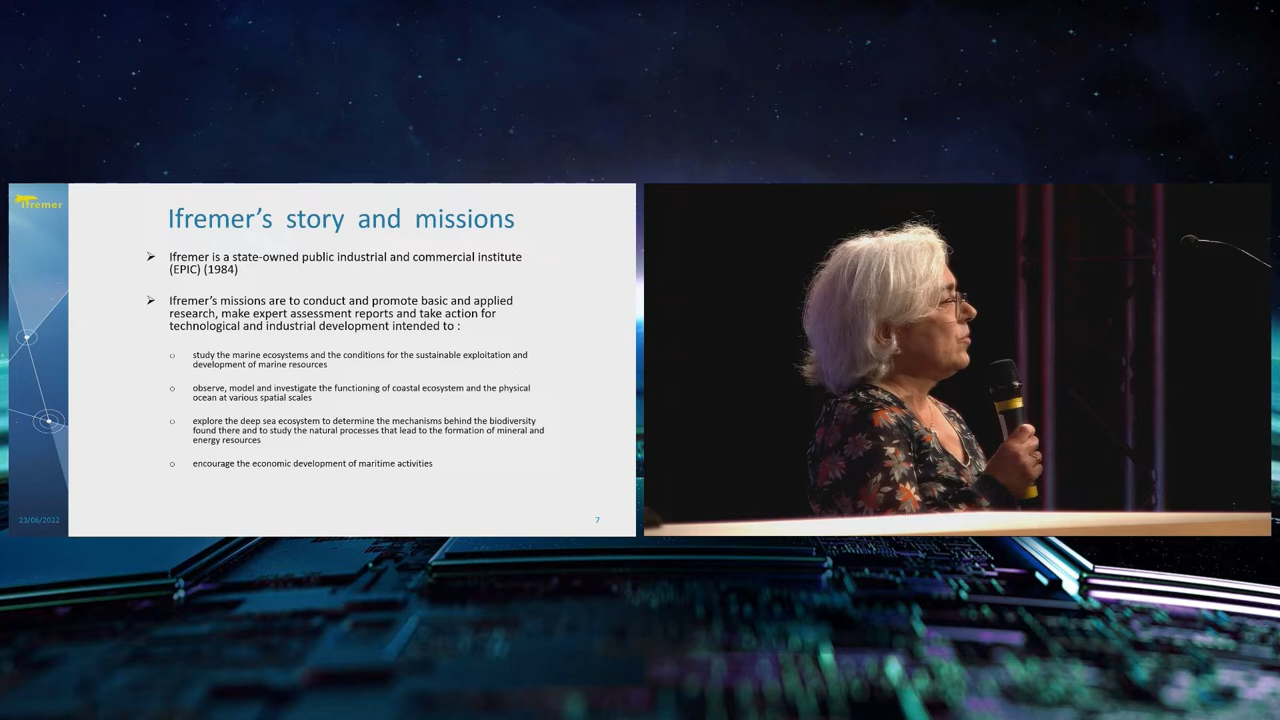 Ifremer
Ifremer’s story and missions
➢ Ifremer is a state-owned public industrial and commercial institute
(EPIC) (1984)
➢ Ifremer’s missions are to conduct and promote basic and applied
research, make expert assessment reports and take action for
technological and industrial development intended to :
o study the marine ecosystems and the conditions for the sustainable exploitation and
development of marine resources
o observe, model and investigate the functioning of coastal ecosystem and the physical
ocean at various spatial scales
o explore the deep sea ecosystem to determine the mechanisms behind the biodiversity
found there and to study the natural processes that lead to the formation of mineral and
energy resources
o encourage the economic development of maritime activities
23/06/2022
7